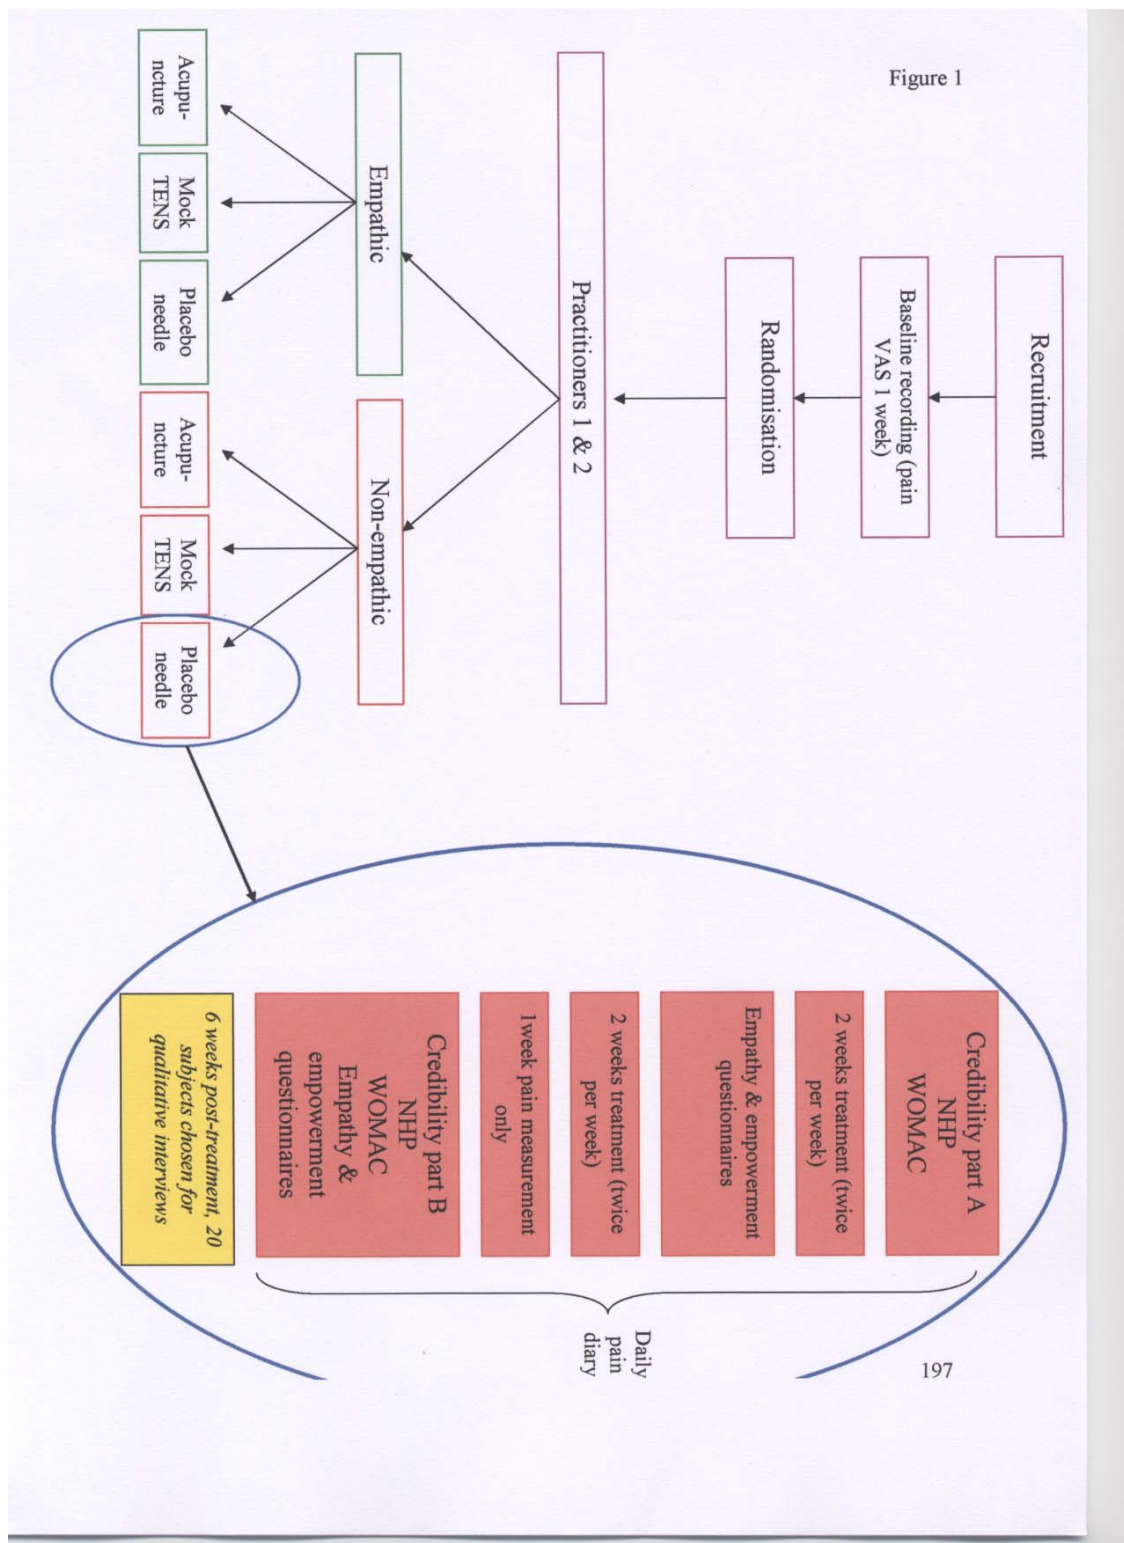 Figure 1
Recruitment
Baseline recording (pain
VAS 1 week)
Randomisation
Practitioners 1 & 2
Empathic
Non-empathic
Acupu-
ncture
Mock
TENS
Placebo
needle
Acupu-
ncture
Mock
TENS
Placebo
needle
Credibility part A
NHP
WOMAC
2 weeks treatment (twice
per week)
Empathy & empowerment
questionnaires
2 weeks treatment (twice
per week)
1week pain measurement
only
Credibility part B
NHP
WOMAC
Empathy &
empowerment
questionnaires
6 weeks post-treatment, 20
subjects chosen for
qualitative interviews
Daily
pain
diary
197